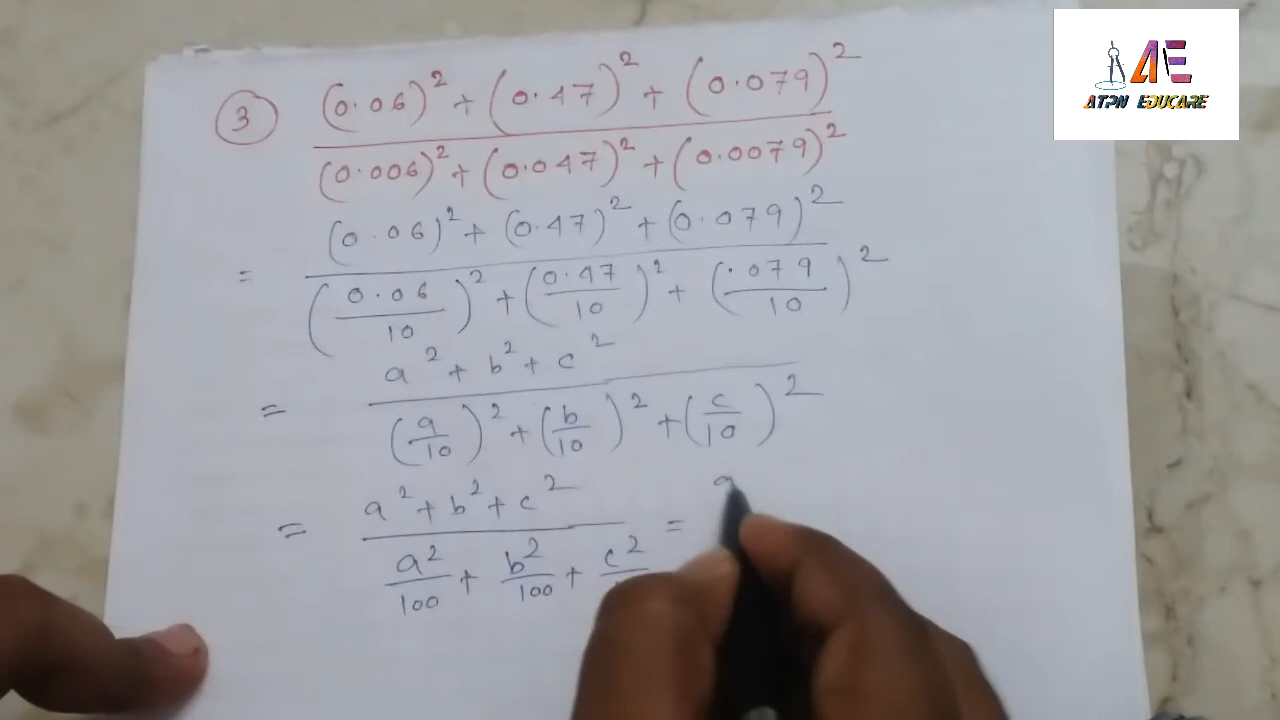 AE
ATPN EDUCARE
3 (0.06)² + (0.47)² + (0.079)²
(0.006)² + (0.047)² + (0.0079)²
= (0.06)² + (0.47)² + (0.079)²
(0.06/10)² + (0.47/10)² + (.079/10)²
= a² + b² + c²
(a/10)² + (b/10)² + (c/10)²
= a² + b² + c² =
a²/100 + b²/100 + c²